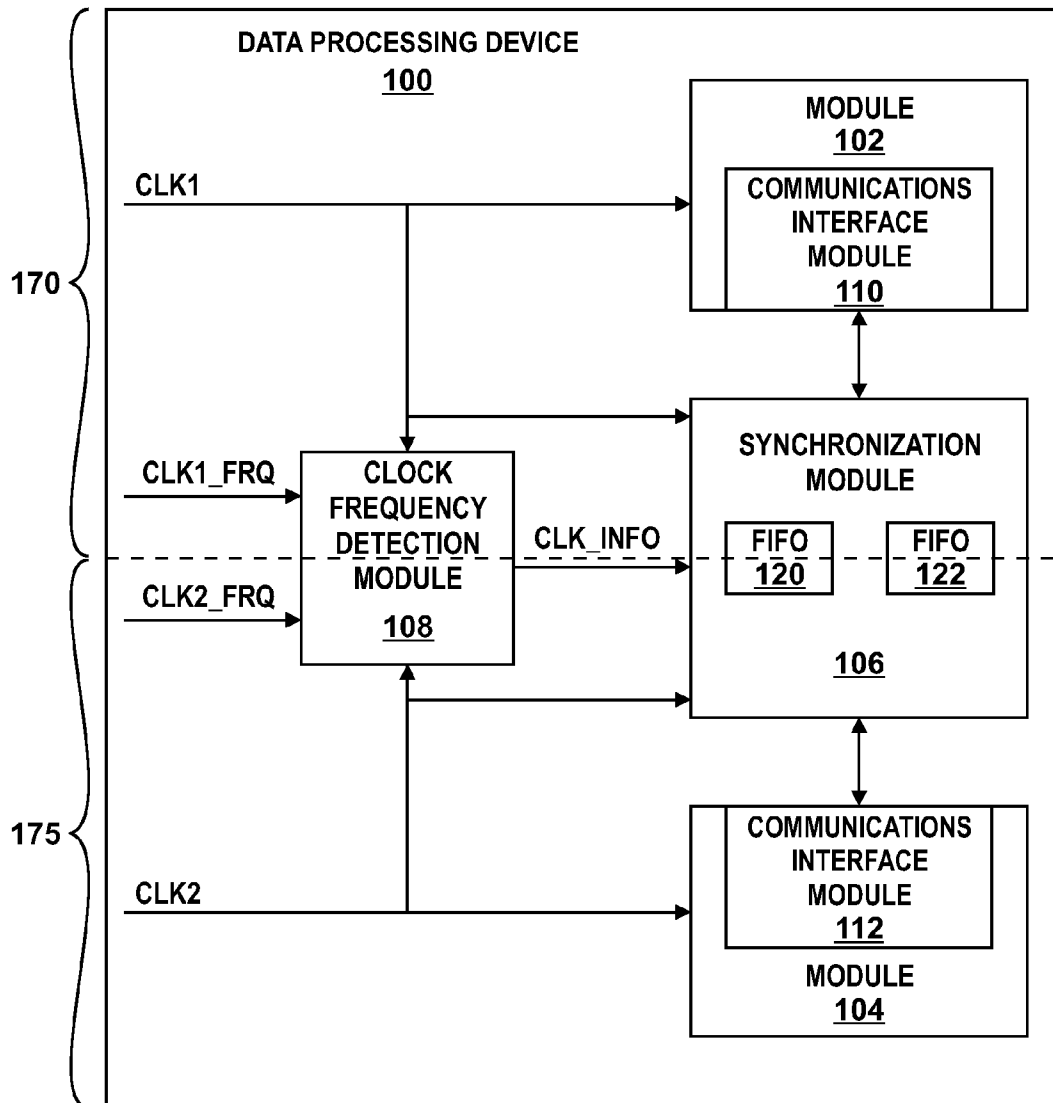 DATA PROCESSING DEVICE
100
MODULE
102
COMMUNICATIONS
INTERFACE
MODULE
110
CLK1
170
CLK1_FRQ
CLK2_FRQ
CLOCK
FREQUENCY
DETECTION
MODULE
108
CLK_INFO
SYNCHRONIZATION
MODULE
FIFO
120
FIFO
122
106
175
CLK2
COMMUNICATIONS
INTERFACE
MODULE
112
MODULE
104